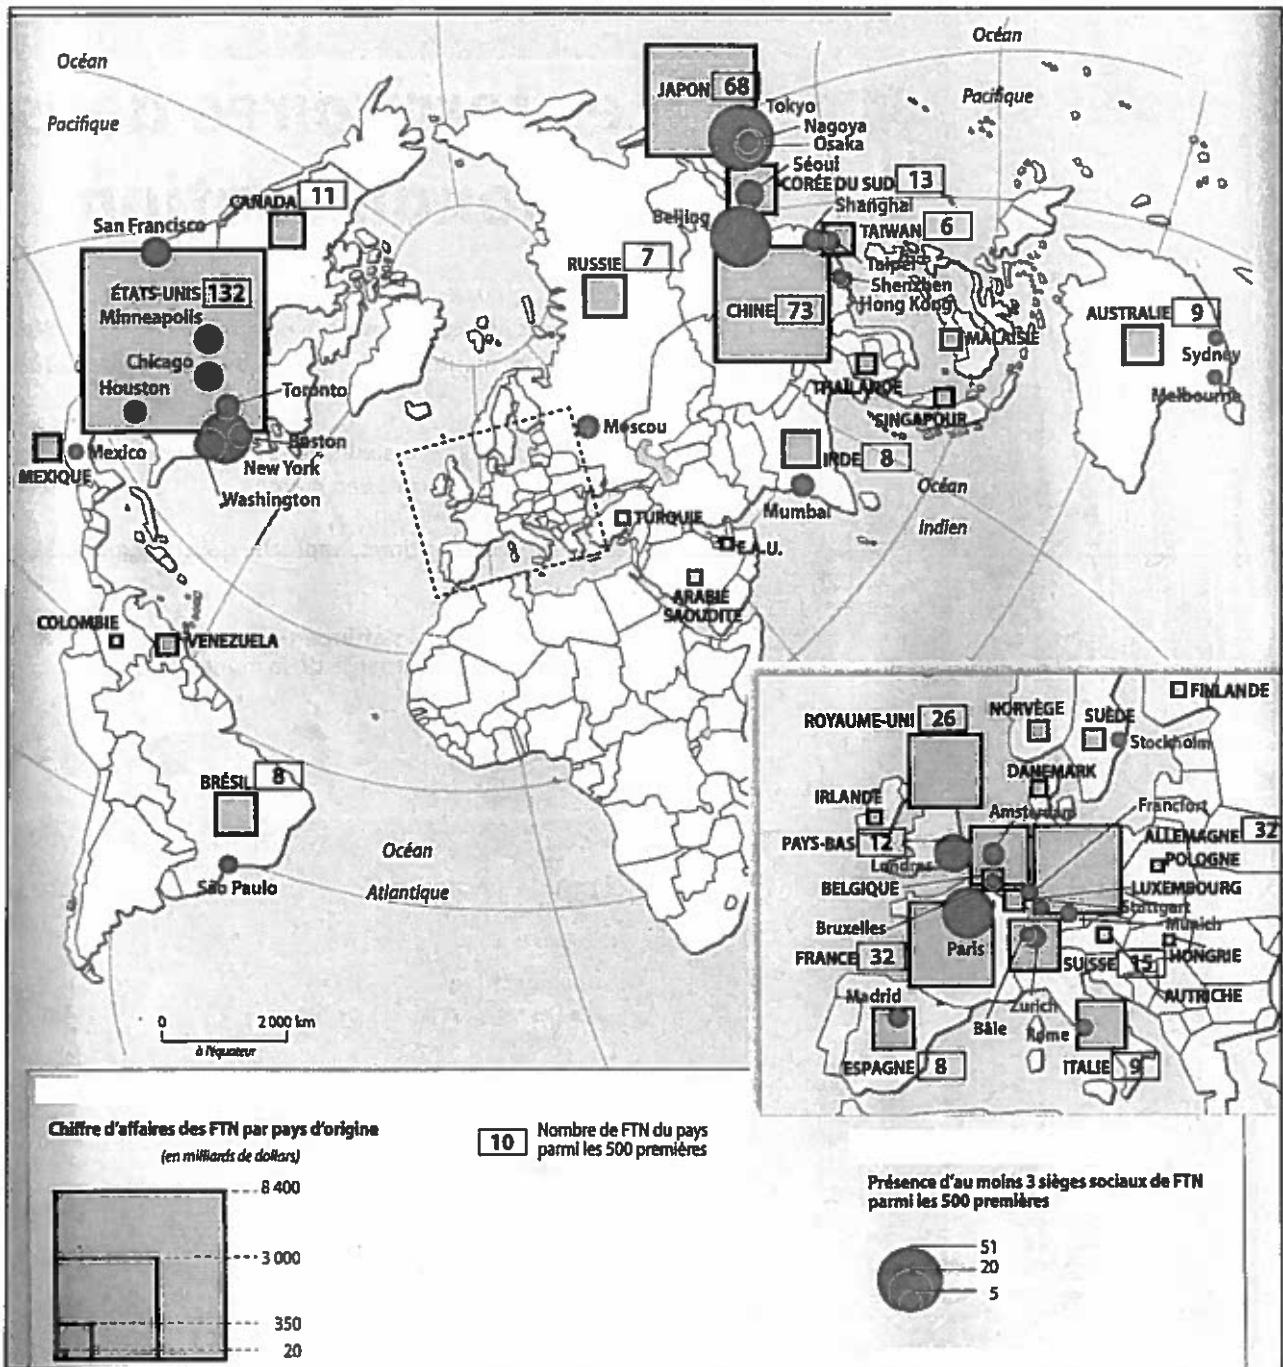 Océan
Pacifique
Océan
Pacifique
JAPON 68
Tokyo
Nagoya
Osaka
Séoul
CORÉE DU SUD 13
Shanghai
Beijing
TAIWAN 6
Taipei
Shenzhen
Hong Kong
CHINE 73
CANADA 11
San Francisco
ÉTATS-UNIS 132
Minneapolis
Chicago
Houston
Toronto
Boston
New York
Washington
Mexico
MEXIQUE
RUSSIE 7
Moscou
AUSTRALIE 9
Sydney
Melbourne
MALAISIE
THAÏLANDE
SINGAPOUR
IRDE 8
Mumbai
Océan
Indien
TURQUIE
E.A.U.
ARABIE
SAOUDITE
COLOMBIE
VENEZUELA
BRÉSIL 8
São Paulo
Océan
Atlantique
0 2 000 km
à l'équateur
FINLANDE
NORVÈGE
SUÈDE
Stockholm
ROYAUME-UNI 26
DANEMARK
IRLANDE
Amsterdam
Francfort
ALLEMAGNE 32
PAYS-BAS 12
Londres
POLOGNE
BELGIQUE
LUXEMBOURG
Stuttgart
Bruxelles
Munich
Paris
FRANCE 32
SUISSE 15
HONGRIE
AUTRICHE
Madrid
Zurich
Bâle
Rome
ESPAGNE 8
ITALIE 9
Chiffre d'affaires des FTN par pays d'origine
(en milliards de dollars)
8 400
3 000
350
20
10 Nombre de FTN du pays
parmi les 500 premières
Présence d'au moins 3 sièges sociaux de FTN
parmi les 500 premières
51
20
5